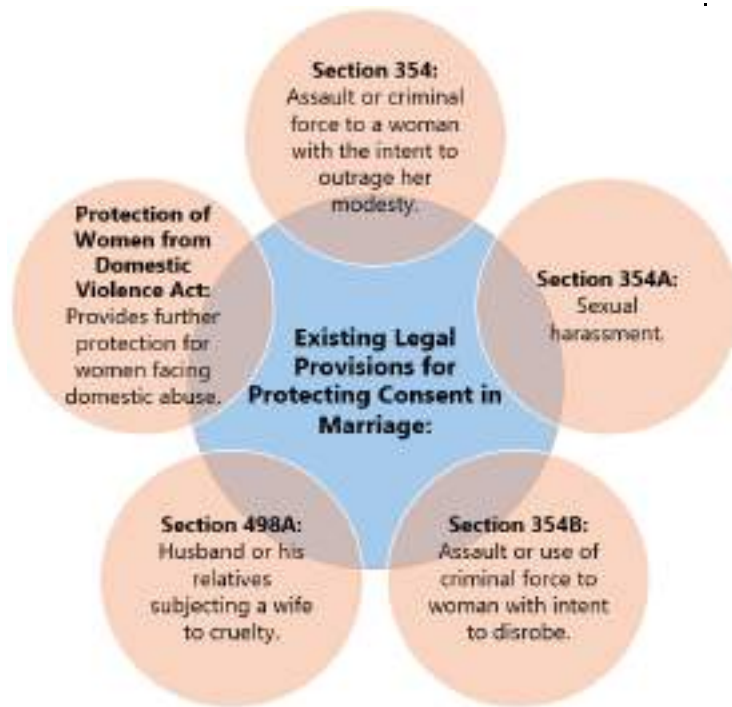 Section 354:
Assault or criminal
force to a woman
with the intent to
outrage her
modesty.
Protection of
Women from
Domestic
Violence Act:
Provides further
protection for
women facing
domestic abuse.
Section 354A:
Sexual
harassment.
Existing Legal
Provisions for
Protecting Consent in
Marriage:
Section 498A:
Husband or his
relatives
subjecting a wife
to cruelty.
Section 354B:
Assault or use of
criminal force to
woman with intent
to disrobe.